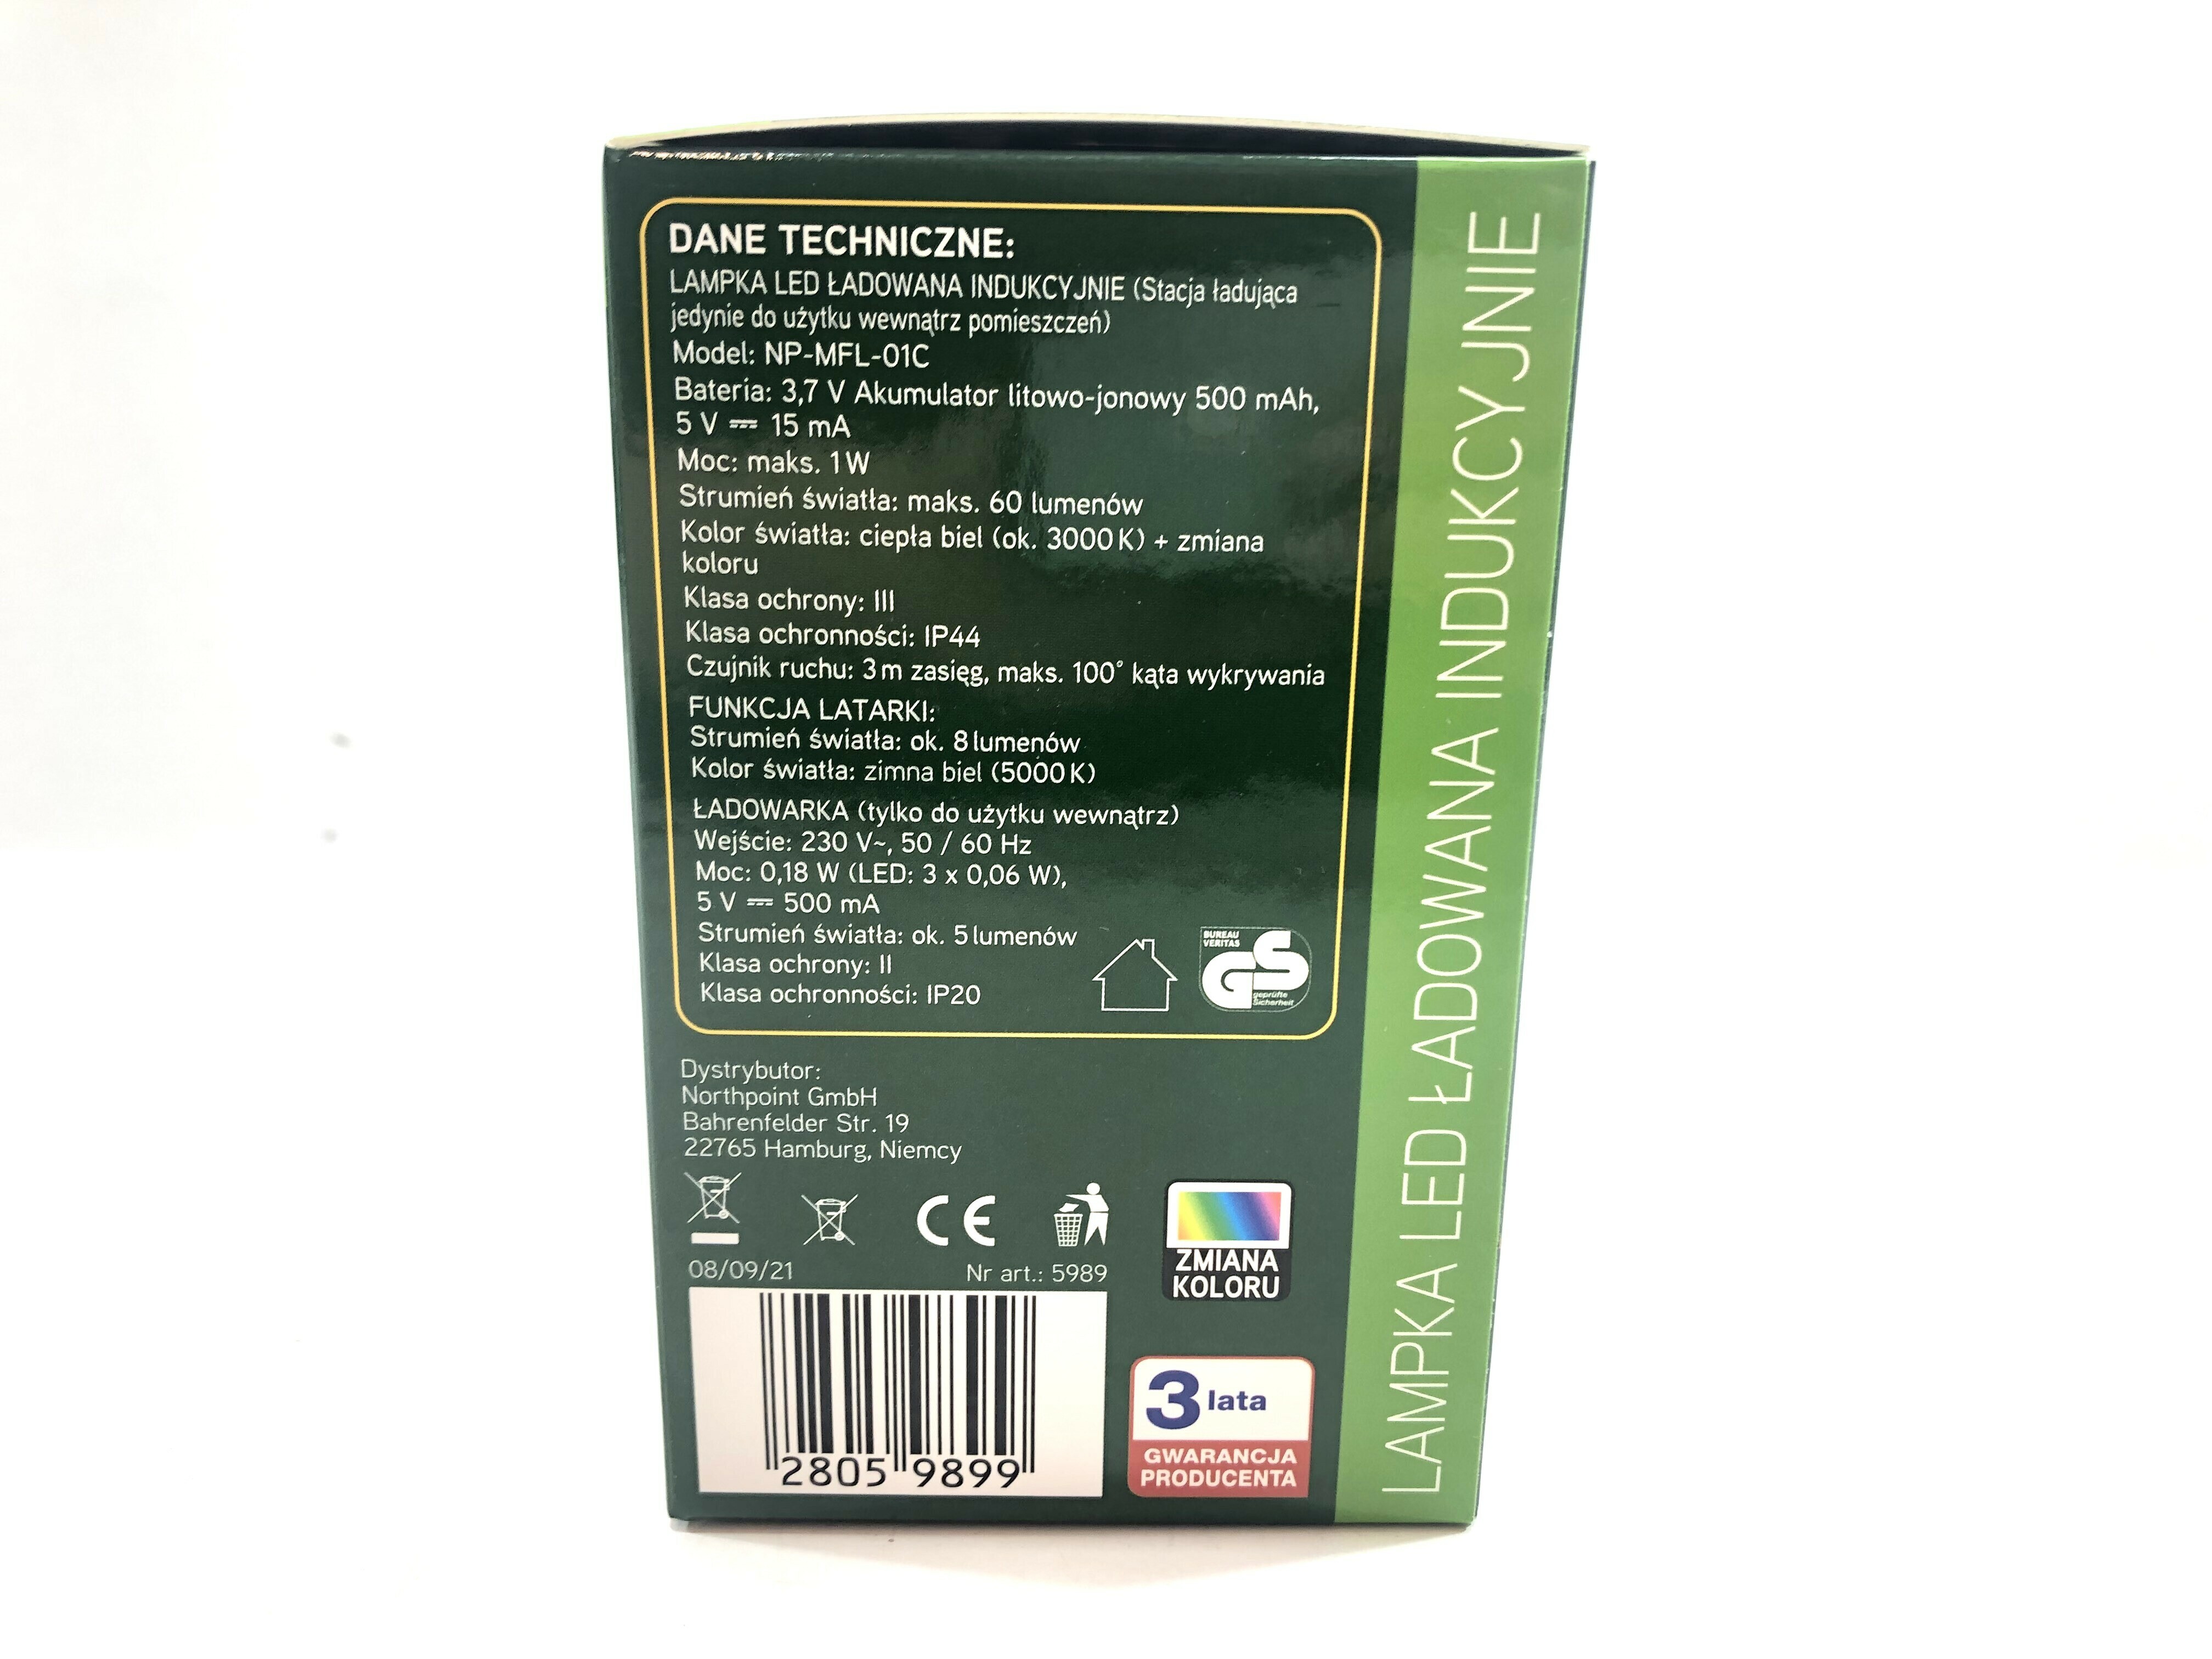 DANE TECHNICZNE:
LAMPKA LED ŁADOWANA INDUKCYJNIE (Stacja ładująca
jedynie do użytku wewnątrz pomieszczeń)
Model: NP-MFL-01C
Bateria: 3,7 V Akumulator litowo-jonowy 500 mAh,
5 V ⎓ 15 mA
Moc: maks. 1 W
Strumień światła: maks. 60 lumenów
Kolor światła: ciepła biel (ok. 3000 K) + zmiana
koloru
Klasa ochrony: III
Klasa ochronności: IP44
Czujnik ruchu: 3 m zasięg, maks. 100° kąta wykrywania
FUNKCJA LATARKI:
Strumień światła: ok. 8 lumenów
Kolor światła: zimna biel (5000 K)
ŁADOWARKA (tylko do użytku wewnątrz)
Wejście: 230 V~, 50 / 60 Hz
Moc: 0,18 W (LED: 3 x 0,06 W),
5 V ⎓ 500 mA
Strumień światła: ok. 5 lumenów
Klasa ochrony: II
Klasa ochronności: IP20
BUREAU
VERITAS
GS
geprüfte
Sicherheit
Dystrybutor:
Northpoint GmbH
Bahrenfelder Str. 19
22765 Hamburg, Niemcy
CE
08/09/21
Nr art.: 5989
2805 9899
ZMIANA
KOLORU
3 lata
GWARANCJA
PRODUCENTA
LAMPKA LED ŁADOWANA INDUKCYJNIE